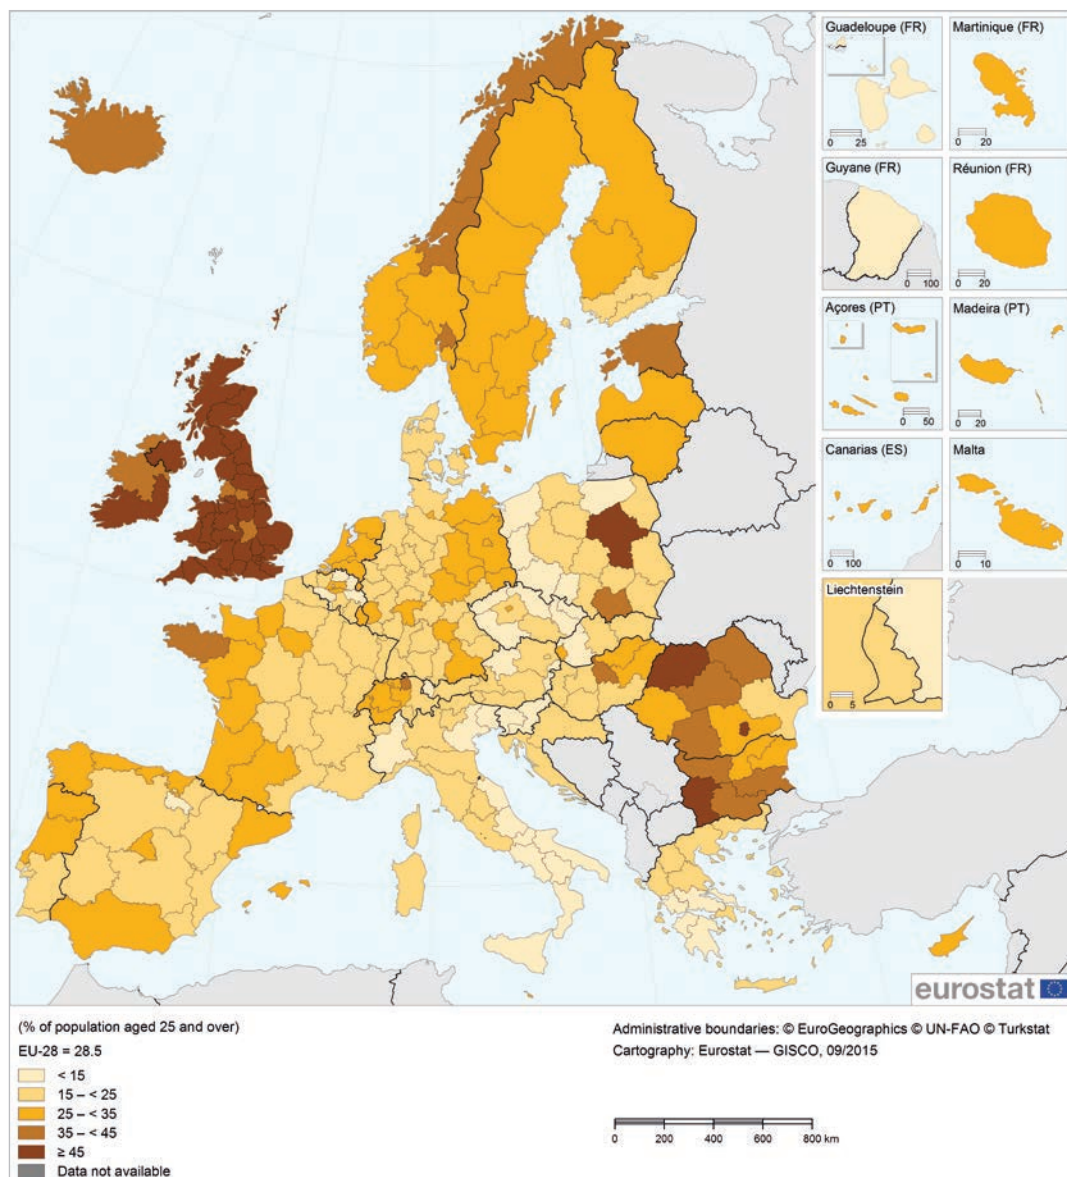 Guadeloupe (FR)
0 25
Martinique (FR)
0 20
Guyane (FR)
0 100
Réunion (FR)
0 20
Açores (PT)
0 50
Madeira (PT)
0 20
Canarias (ES)
0 100
Malta
0 10
Liechtenstein
0 5
eurostat
(% of population aged 25 and over)
EU-28 = 28.5
< 15
15 – < 25
25 – < 35
35 – < 45
≥ 45
Data not available
Administrative boundaries: © EuroGeographics © UN-FAO © Turkstat
Cartography: Eurostat — GISCO, 09/2015
0 200 400 600 800 km